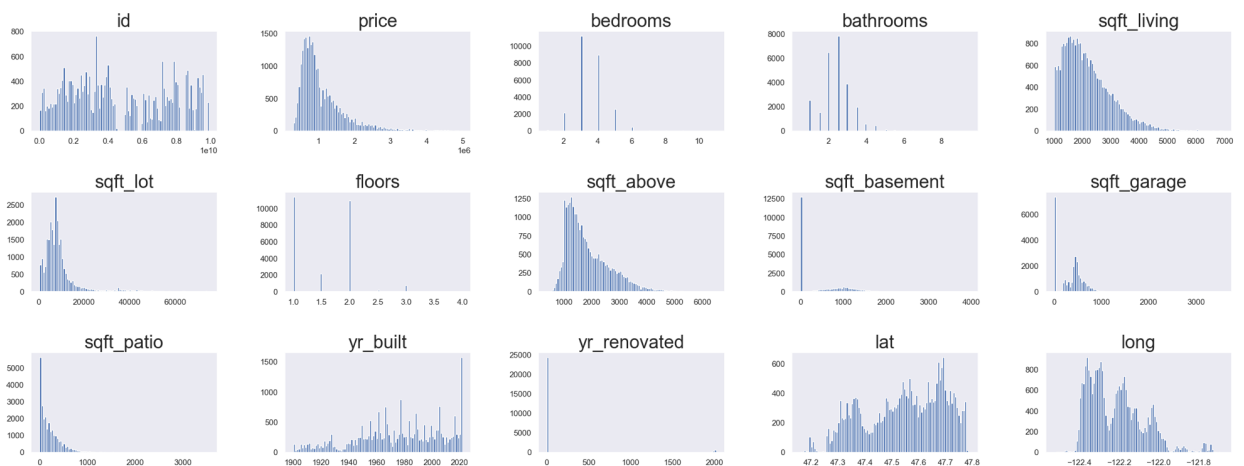 id price bedrooms bathrooms sqft_living
800 1500 10000 8000 800
600 1250 8000 6000 600
400 1000 6000 4000 400
200 750 4000 2000 200
0 500 2000 0 0
250 0
0
0.0 0.2 0.4 0.6 0.8 1.0 1 2 3 4 5 2 4 6 8 10 2 4 6 8 1000 2000 3000 4000 5000 6000 7000
1e10 1e6
sqft_lot floors sqft_above sqft_basement sqft_garage
2500 10000 1250 12500 6000
2000 8000 1000 10000 4000
1500 6000 750 7500 2000
1000 4000 500 5000 0
500 2000 250 2500
0 0 0 0
0 20000 40000 60000 1.0 1.5 2.0 2.5 3.0 3.5 4.0 1000 2000 3000 4000 5000 6000 0 1000 2000 3000 4000 0 1000 2000 3000
sqft_patio yr_built yr_renovated lat long
5000 1500 25000 600 800
4000 1000 20000 400 600
3000 500 15000 200 400
2000 0 10000 0 200
1000 5000 0
0 0
0 1000 2000 3000 1900 1920 1940 1960 1980 2000 2020 0 500 1000 1500 2000 47.2 47.3 47.4 47.5 47.6 47.7 47.8 −122.4 −122.2 −122.0 −121.8